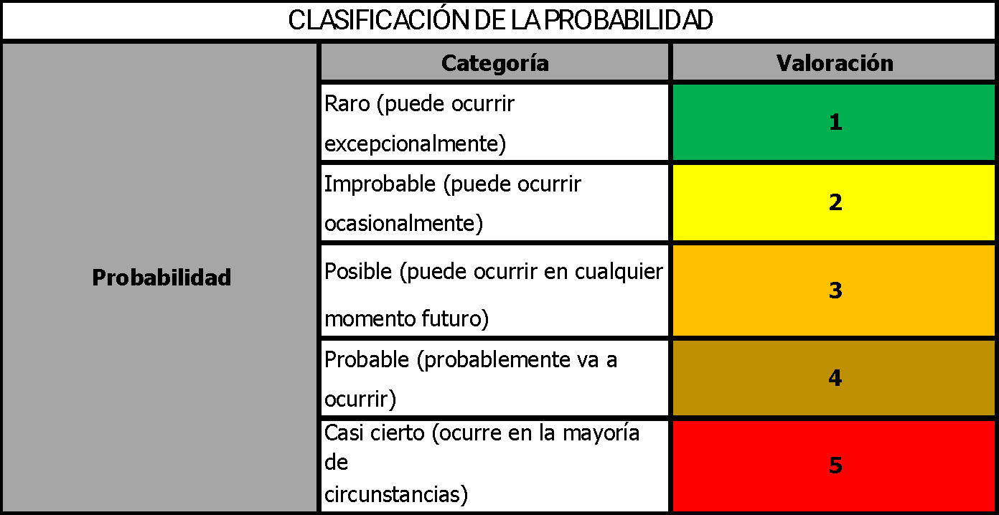 CLASIFICACIÓN DE LA PROBABILIDAD
Categoría
Valoración
Probabilidad
Raro (puede ocurrir
excepcionalmente)
1
Improbable (puede ocurrir
ocasionalmente)
2
Posible (puede ocurrir en cualquier
momento futuro)
3
Probable (probablemente va a
ocurrir)
4
Casi cierto (ocurre en la mayoría
de
circunstancias)
5